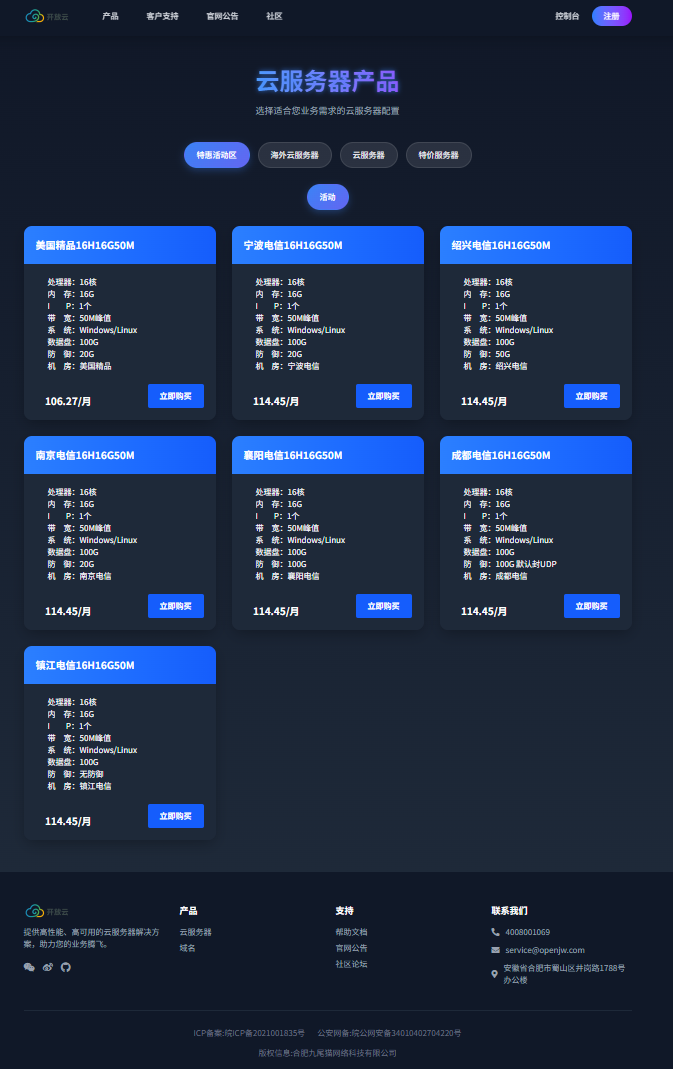 开放云 产品 客户支持 官网公告 社区 控制台 注册
云服务器产品
选择适合您业务需求的云服务器配置
特惠活动区 海外云服务器 云服务器 特价服务器
活动
美国精品16H16G50M
处理器：16核
内 存：16G
I P：1个
带 宽：50M峰值
系 统：Windows/Linux
数据盘：100G
防 御：20G
机 房：美国精品
106.27/月 立即购买
宁波电信16H16G50M
处理器：16核
内 存：16G
I P：1个
带 宽：50M峰值
系 统：Windows/Linux
数据盘：100G
防 御：20G
机 房：宁波电信
114.45/月 立即购买
绍兴电信16H16G50M
处理器：16核
内 存：16G
I P：1个
带 宽：50M峰值
系 统：Windows/Linux
数据盘：100G
防 御：50G
机 房：绍兴电信
114.45/月 立即购买
南京电信16H16G50M
处理器：16核
内 存：16G
I P：1个
带 宽：50M峰值
系 统：Windows/Linux
数据盘：100G
防 御：20G
机 房：南京电信
114.45/月 立即购买
襄阳电信16H16G50M
处理器：16核
内 存：16G
I P：1个
带 宽：50M峰值
系 统：Windows/Linux
数据盘：100G
防 御：100G
机 房：襄阳电信
114.45/月 立即购买
成都电信16H16G50M
处理器：16核
内 存：16G
I P：1个
带 宽：50M峰值
系 统：Windows/Linux
数据盘：100G
防 御：100G 默认封UDP
机 房：成都电信
114.45/月 立即购买
镇江电信16H16G50M
处理器：16核
内 存：16G
I P：1个
带 宽：50M峰值
系 统：Windows/Linux
数据盘：100G
防 御：无防御
机 房：镇江电信
114.45/月 立即购买
开放云
提供高性能、高可用的云服务器解决方
案，助力您的业务腾飞。
产品
云服务器
域名
支持
帮助文档
官网公告
社区论坛
联系我们
4008001069
service@openjw.com
安徽省合肥市蜀山区井岗路1788号
办公楼
ICP备案:皖ICP备2021001835号 公安网备:皖公网安备34010402704220号
版权信息:合肥九尾猫网络科技有限公司